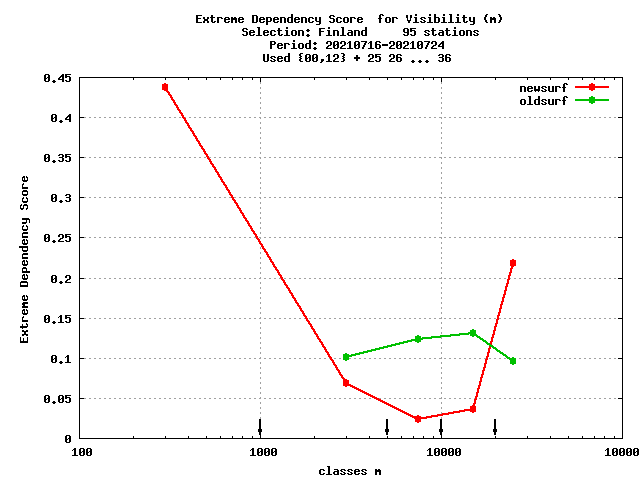 Extreme Dependency Score  for Visibility (m)
Selection: Finland     95 stations
Period: 20210716-20210724
Used {00,12} + 25 26 ... 36
newsurf
oldsurf
0.45
0.4
0.35
0.3
0.25
0.2
0.15
0.1
0.05
0
Extreme Dependency Score
100
1000
10000
10000
classes m